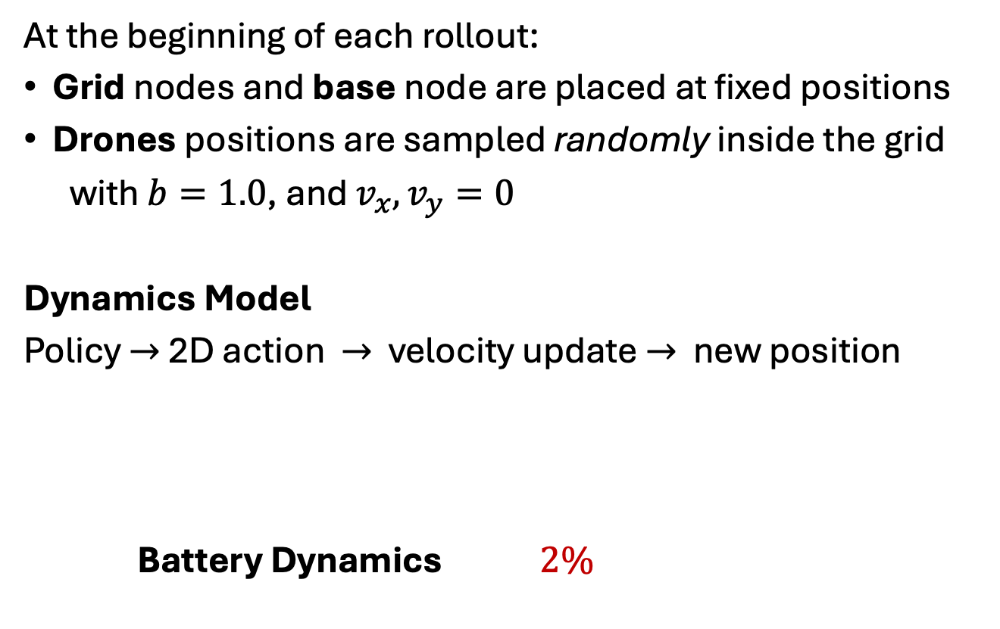 At the beginning of each rollout:
• Grid nodes and base node are placed at fixed positions
• Drones positions are sampled randomly inside the grid
with b = 1.0, and vₓ, vᵧ = 0
Dynamics Model
Policy → 2D action → velocity update → new position
Battery Dynamics 2%